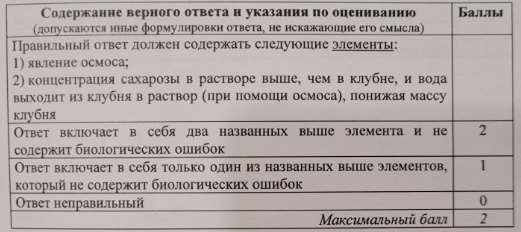 Содержание верного ответа и указания по оцениванию Баллы
(допускаются иные формулировки ответа, не искажающие его смысла)
Правильный ответ должен содержать следующие элементы:
1) явление осмоса;
2) концентрация сахарозы в растворе выше, чем в клубне, и вода
выходит из клубня в раствор (при помощи осмоса), понижая массу
клубня
Ответ включает в себя два названных выше элемента и не 2
содержит биологических ошибок
Ответ включает в себя только один из названных выше элементов, 1
который не содержит биологических ошибок
Ответ неправильный 0
Максимальный балл 2